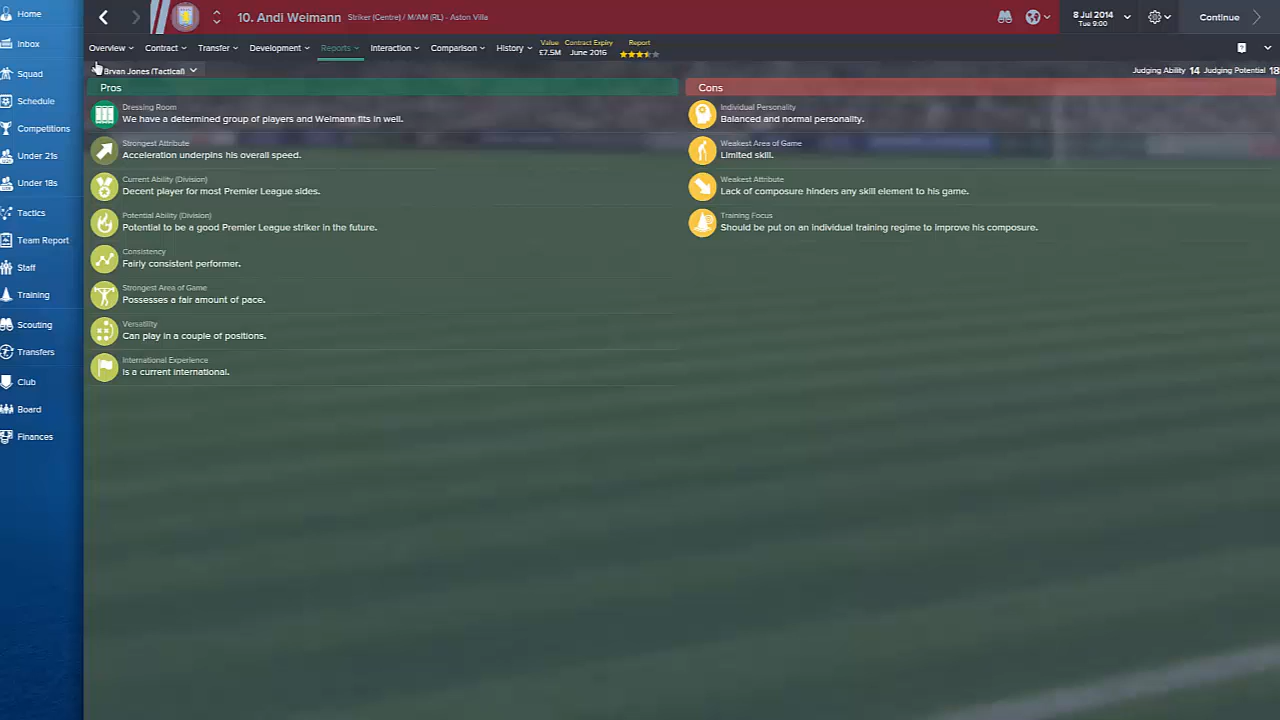 Home
Inbox
Squad
Schedule
Competitions
Under 21s
Under 18s
Tactics
Team Report
Staff
Training
Scouting
Transfers
Club
Board
Finances
10. Andi Weimann Striker (Centre) / M/AM (RL) - Aston Villa
8 Jul 2014
Tue 9:00
Continue
Overview Contract Transfer Development Reports Interaction Comparison History
Value Contract Expiry Report
£7.5M June 2016
Bryan Jones (Tactical)
Judging Ability 14 Judging Potential 18
Pros
Dressing Room
We have a determined group of players and Weimann fits in well.
Strongest Attribute
Acceleration underpins his overall speed.
Current Ability (Division)
Decent player for most Premier League sides.
Potential Ability (Division)
Potential to be a good Premier League striker in the future.
Consistency
Fairly consistent performer.
Strongest Area of Game
Possesses a fair amount of pace.
Versatility
Can play in a couple of positions.
International Experience
Is a current international.
Cons
Individual Personality
Balanced and normal personality.
Weakest Area of Game
Limited skill.
Weakest Attribute
Lack of composure hinders any skill element to his game.
Training Focus
Should be put on an individual training regime to improve his composure.